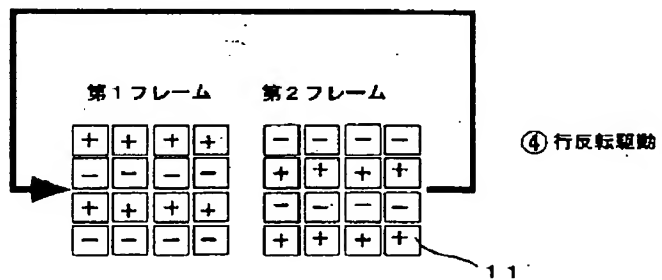 第1フレーム 第2フレーム
＋ ＋ ＋ ＋ － － － －
－ － － － ＋ ＋ ＋ ＋
④行反転駆動
＋ ＋ ＋ ＋ － － － －
－ － － － ＋ ＋ ＋ ＋
11